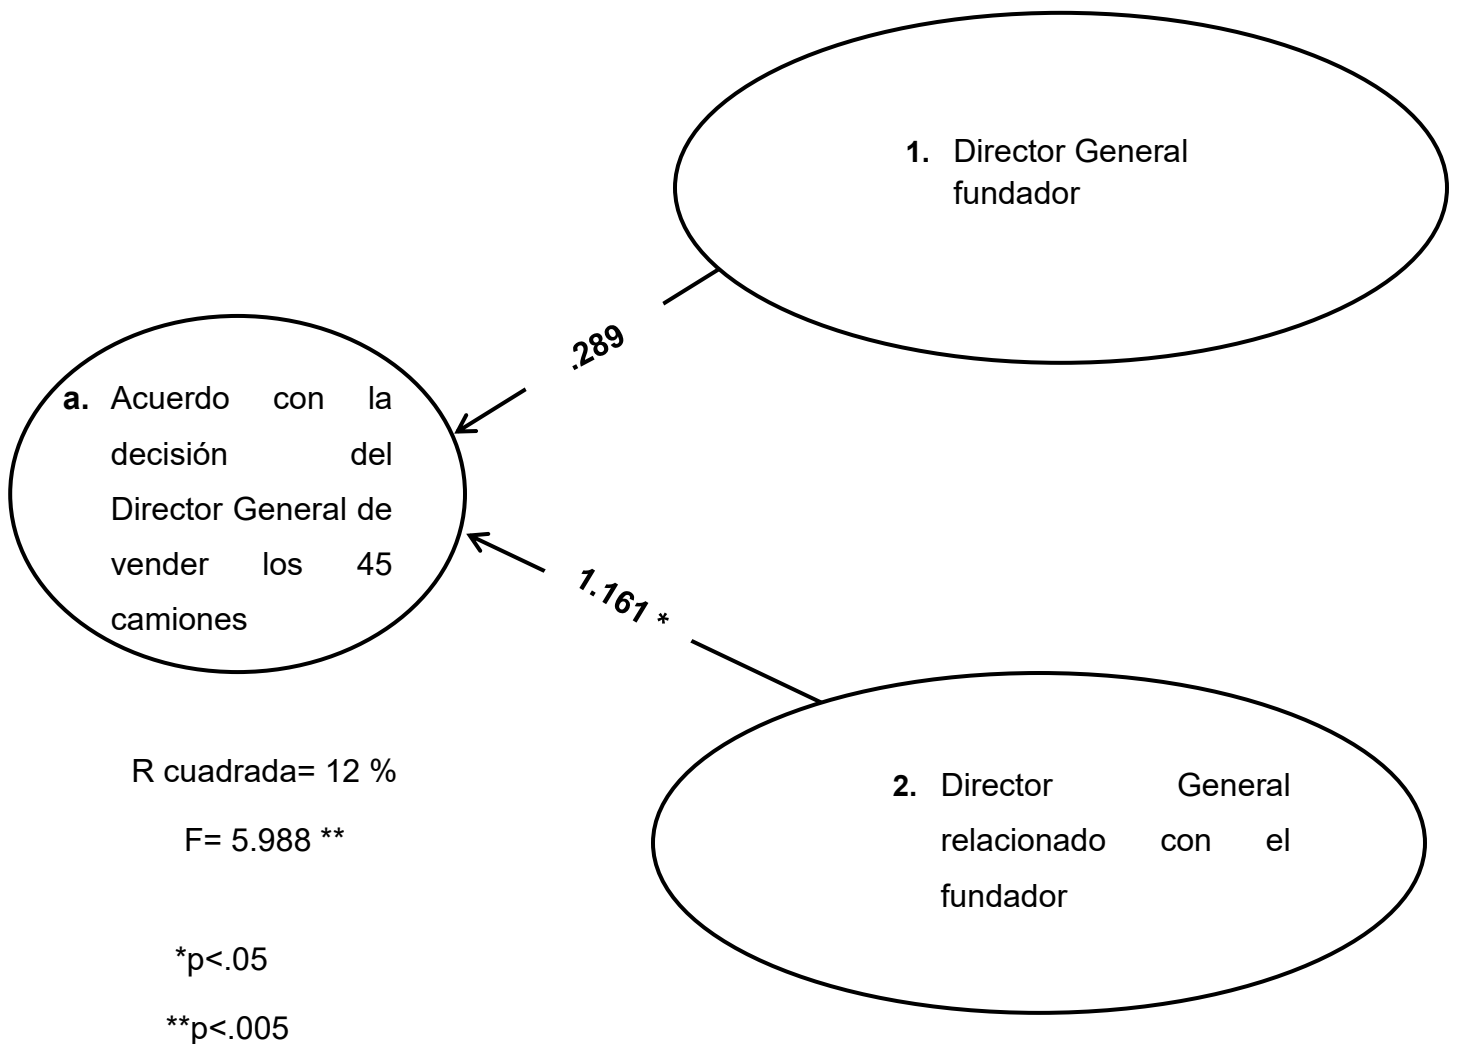 1. Director General
fundador
.289
a. Acuerdo con la
decisión del
Director General de
vender los 45
camiones
1.161 *
R cuadrada= 12 %
F= 5.988 **
2. Director General
relacionado con el
fundador
*p<.05
**p<.005